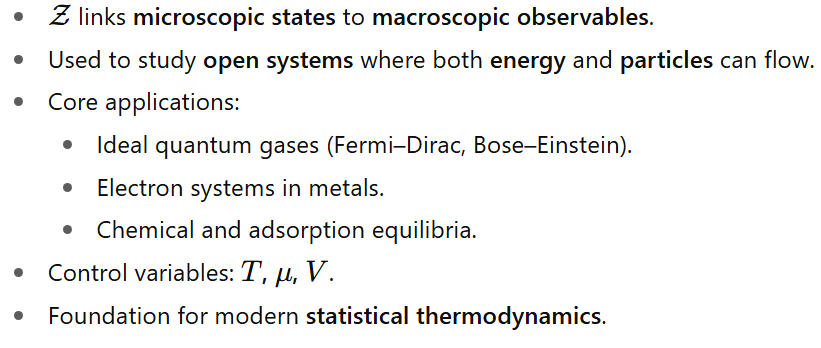 • 𝒵 links microscopic states to macroscopic observables.
• Used to study open systems where both energy and particles can flow.
• Core applications:
• Ideal quantum gases (Fermi–Dirac, Bose–Einstein).
• Electron systems in metals.
• Chemical and adsorption equilibria.
• Control variables: T, μ, V.
• Foundation for modern statistical thermodynamics.